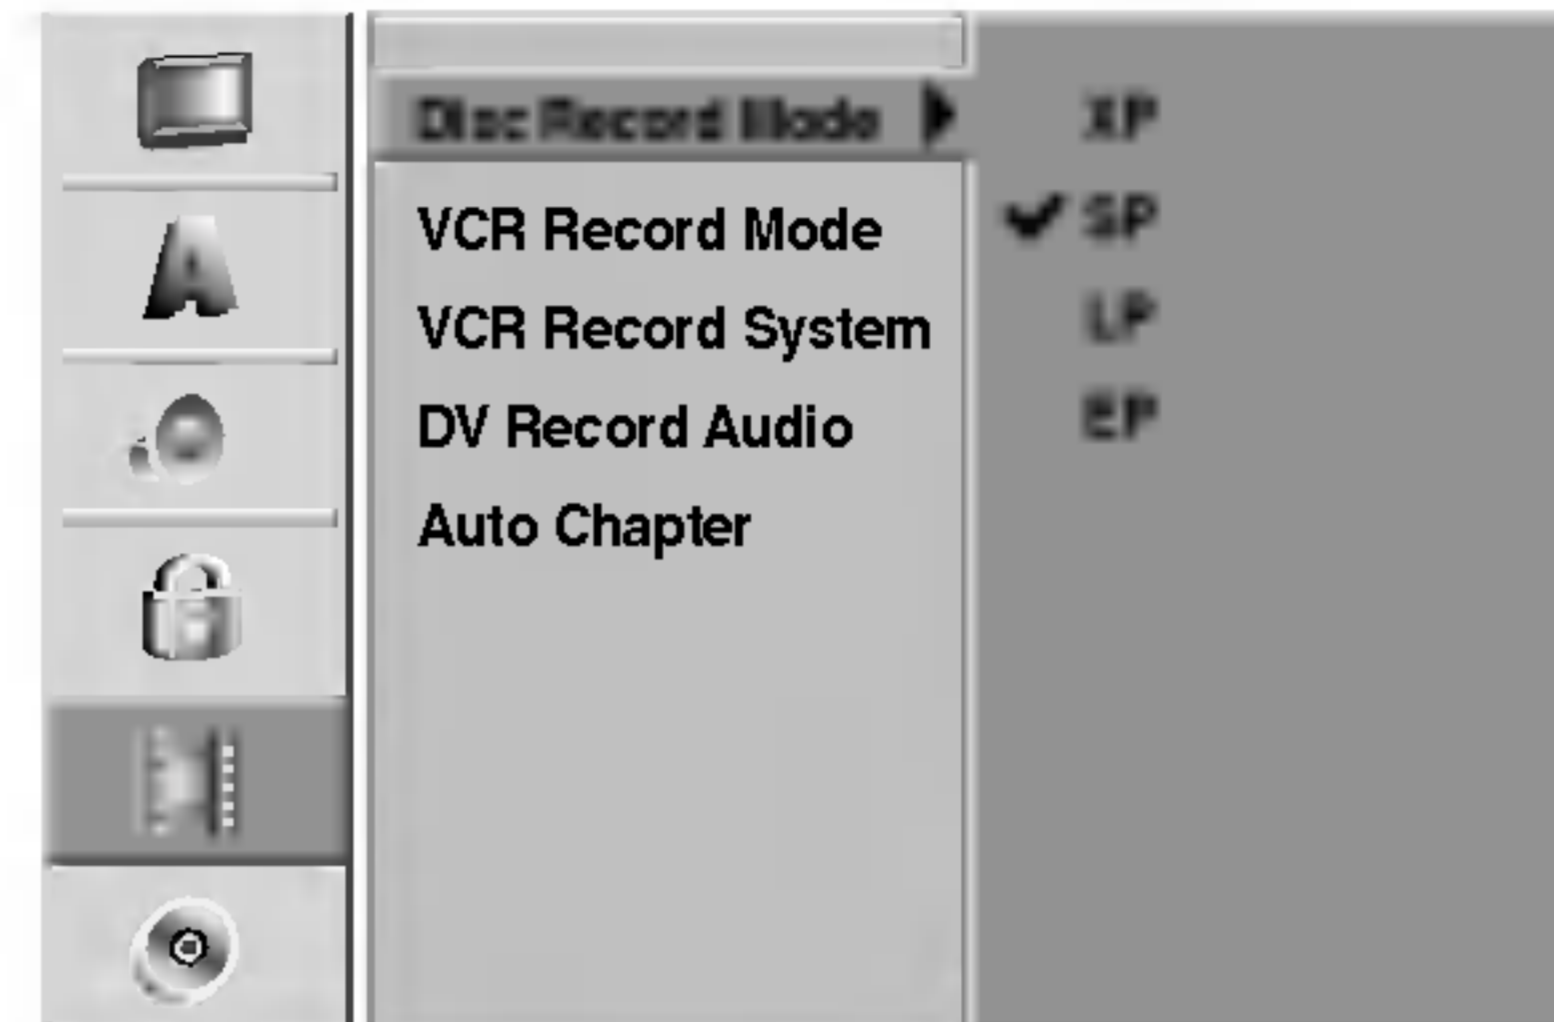 Disc Record Mode
XP
VCR Record Mode
SP
VCR Record System
LP
DV Record Audio
EP
Auto Chapter